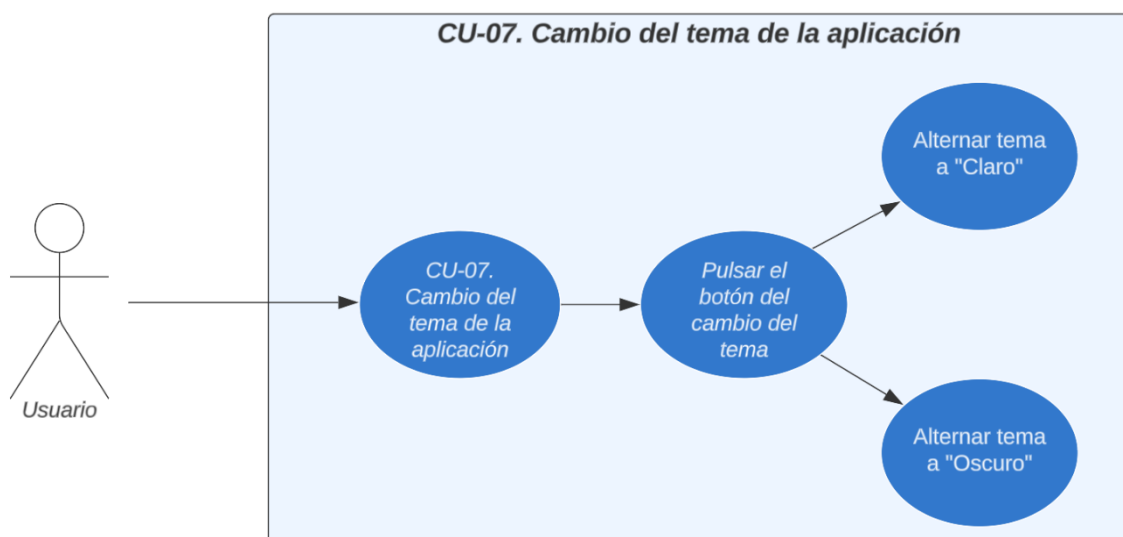 CU-07. Cambio del tema de la aplicación
Alternar tema
a "Claro"
CU-07.
Cambio del
tema de la
aplicación
Pulsar el
botón del
cambio del
tema
Usuario
Alternar tema
a "Oscuro"